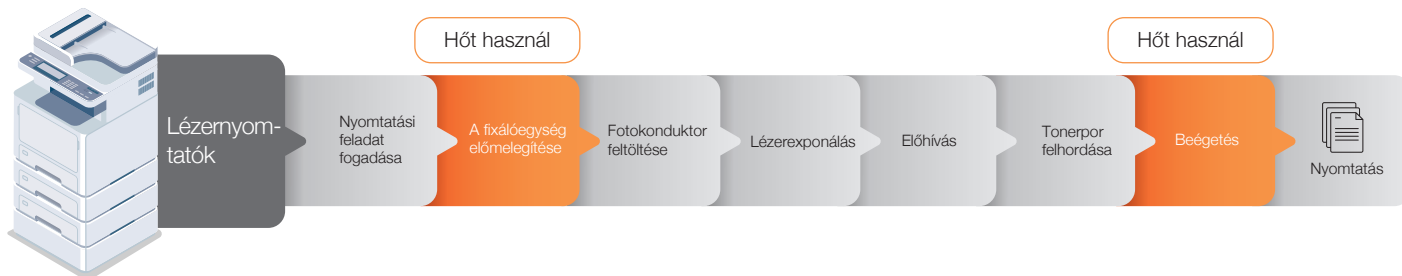 Hőt használ
Hőt használ
Lézernyom-
tatók
Nyomtatási
feladat
fogadása
A fixálóegység
előmelegítése
Fotokonduktor
feltöltése
Lézerexponálás
Előhívás
Tonerpor
felhordása
Beégetés
Nyomtatás